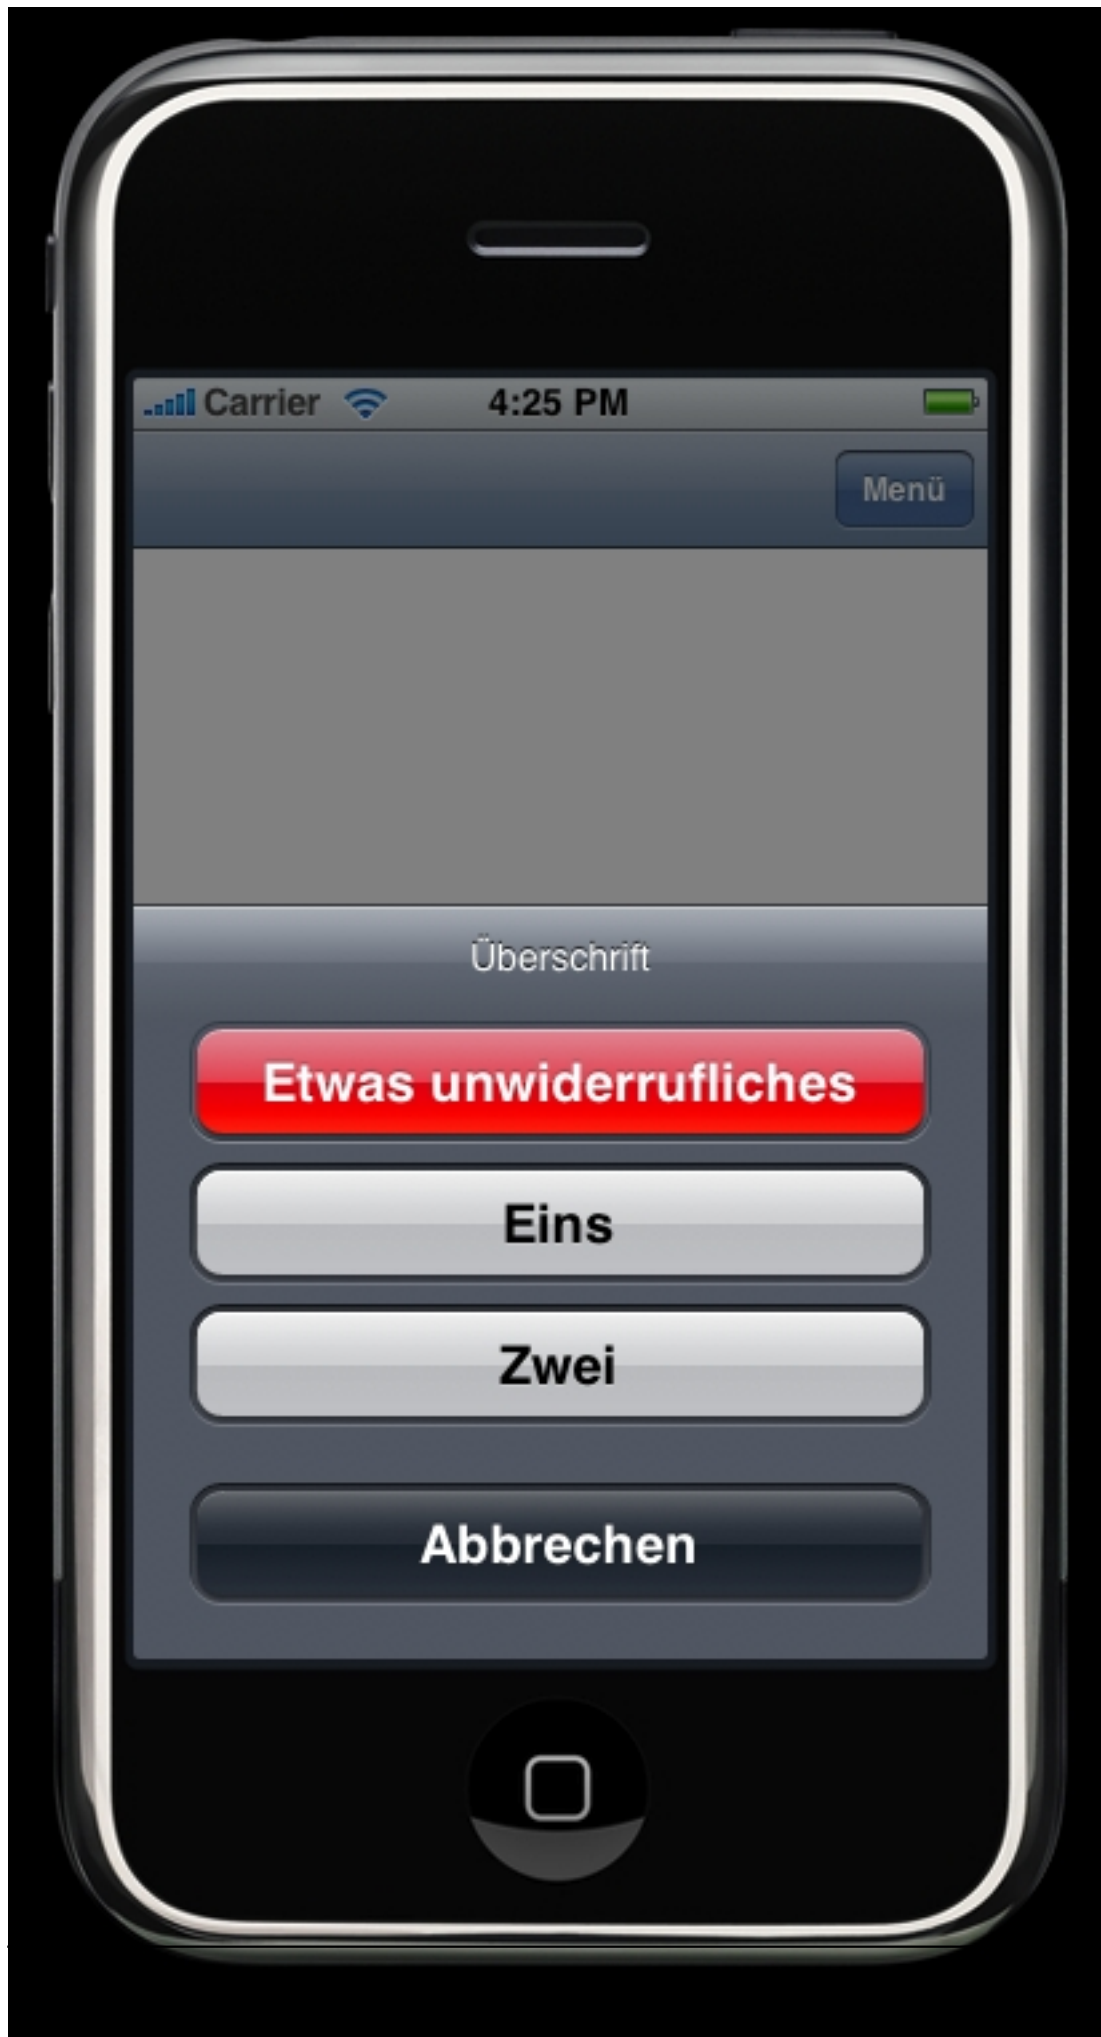 Carrier 4:25 PM
Menü
Überschrift
Etwas unwiderrufliches
Eins
Zwei
Abbrechen